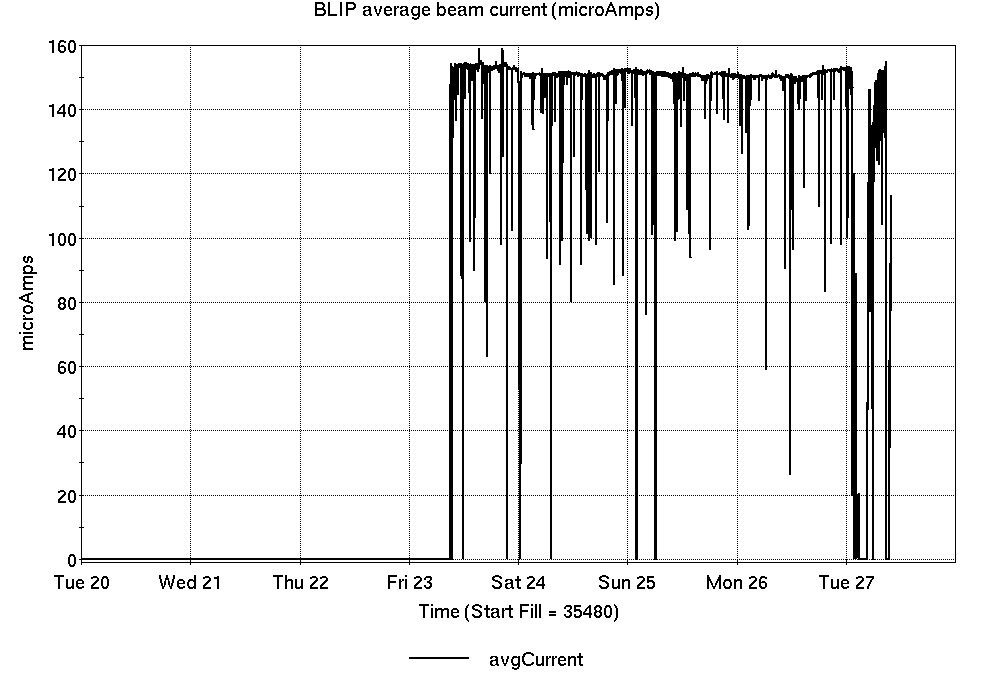 BLIP average beam current (microAmps)
160
140
120
100
80
60
40
20
0
microAmps
Tue 20 Wed 21 Thu 22 Fri 23 Sat 24 Sun 25 Mon 26 Tue 27
Time (Start Fill = 35480)
avgCurrent